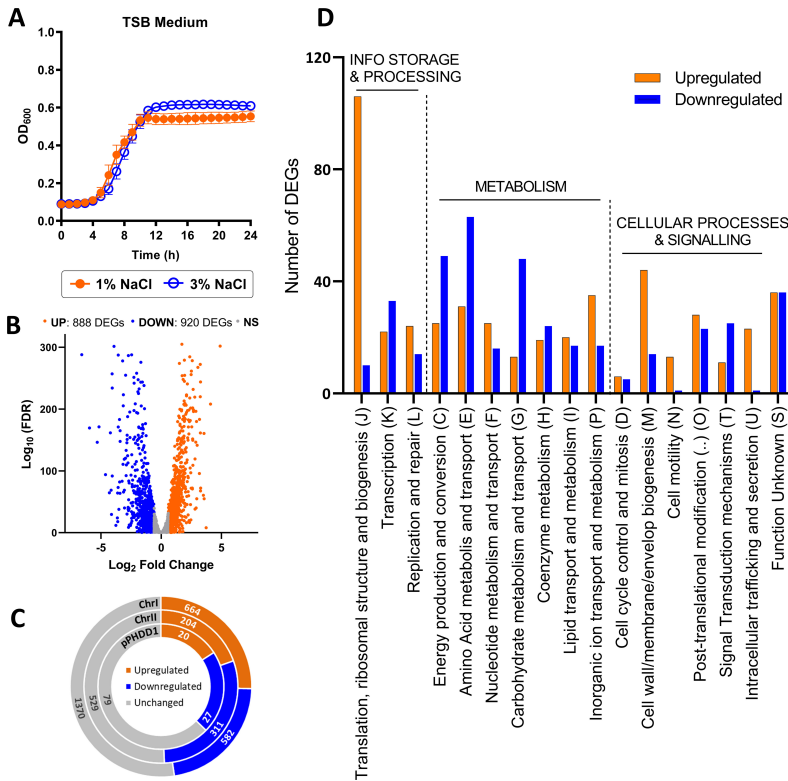 A
TSB Medium
1.0
0.8
0.6
0.4
0.2
0.0
OD600
0 4 8 12 16 20 24
Time (h)
1% NaCl 3% NaCl
B
UP: 888 DEGs DOWN: 920 DEGs NS
300
200
100
0
Log10 (FDR)
-5 0 5
Log2 Fold Change
C
ChrI 664
ChrII 204
pPHDD1 20
Upregulated
Downregulated
Unchanged
1370 529 79
27
311
582
D
120
80
40
0
Number of DEGs
INFO STORAGE
& PROCESSING
METABOLISM
CELLULAR PROCESSES
& SIGNALLING
Upregulated
Downregulated
Translation, ribosomal structure and biogenesis (J)
Transcription (K)
Replication and repair (L)
Energy production and conversion (C)
Amino Acid metabolis and transport (E)
Nucleotide metabolism and transport (F)
Carbohydrate metabolism and transport (G)
Coenzyme metabolism (H)
Lipid transport and metabolism (I)
Inorganic ion transport and metabolism (P)
Cell cycle control and mitosis (D)
Cell wall/membrane/envelop biogenesis (M)
Cell motility (N)
Post-translational modification (..) (O)
Signal Transduction mechanisms (T)
Intracellular trafficking and secretion (U)
Function Unknown (S)